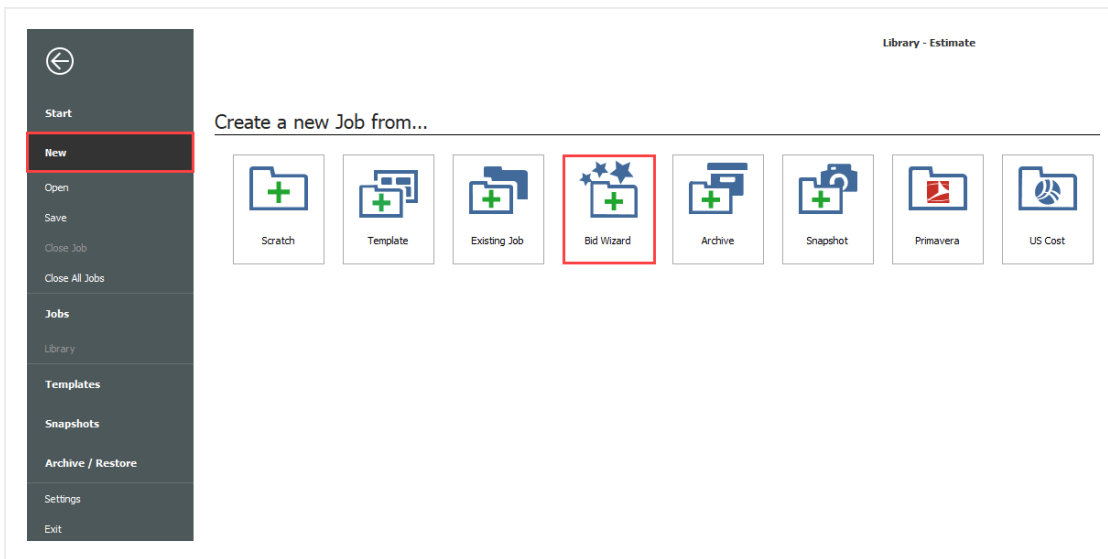 Library - Estimate
Start
New
Open
Save
Close Job
Close All Jobs
Jobs
Library
Templates
Snapshots
Archive / Restore
Settings
Exit
Create a new Job from...
Scratch
Template
Existing Job
Bid Wizard
Archive
Snapshot
Primavera
US Cost